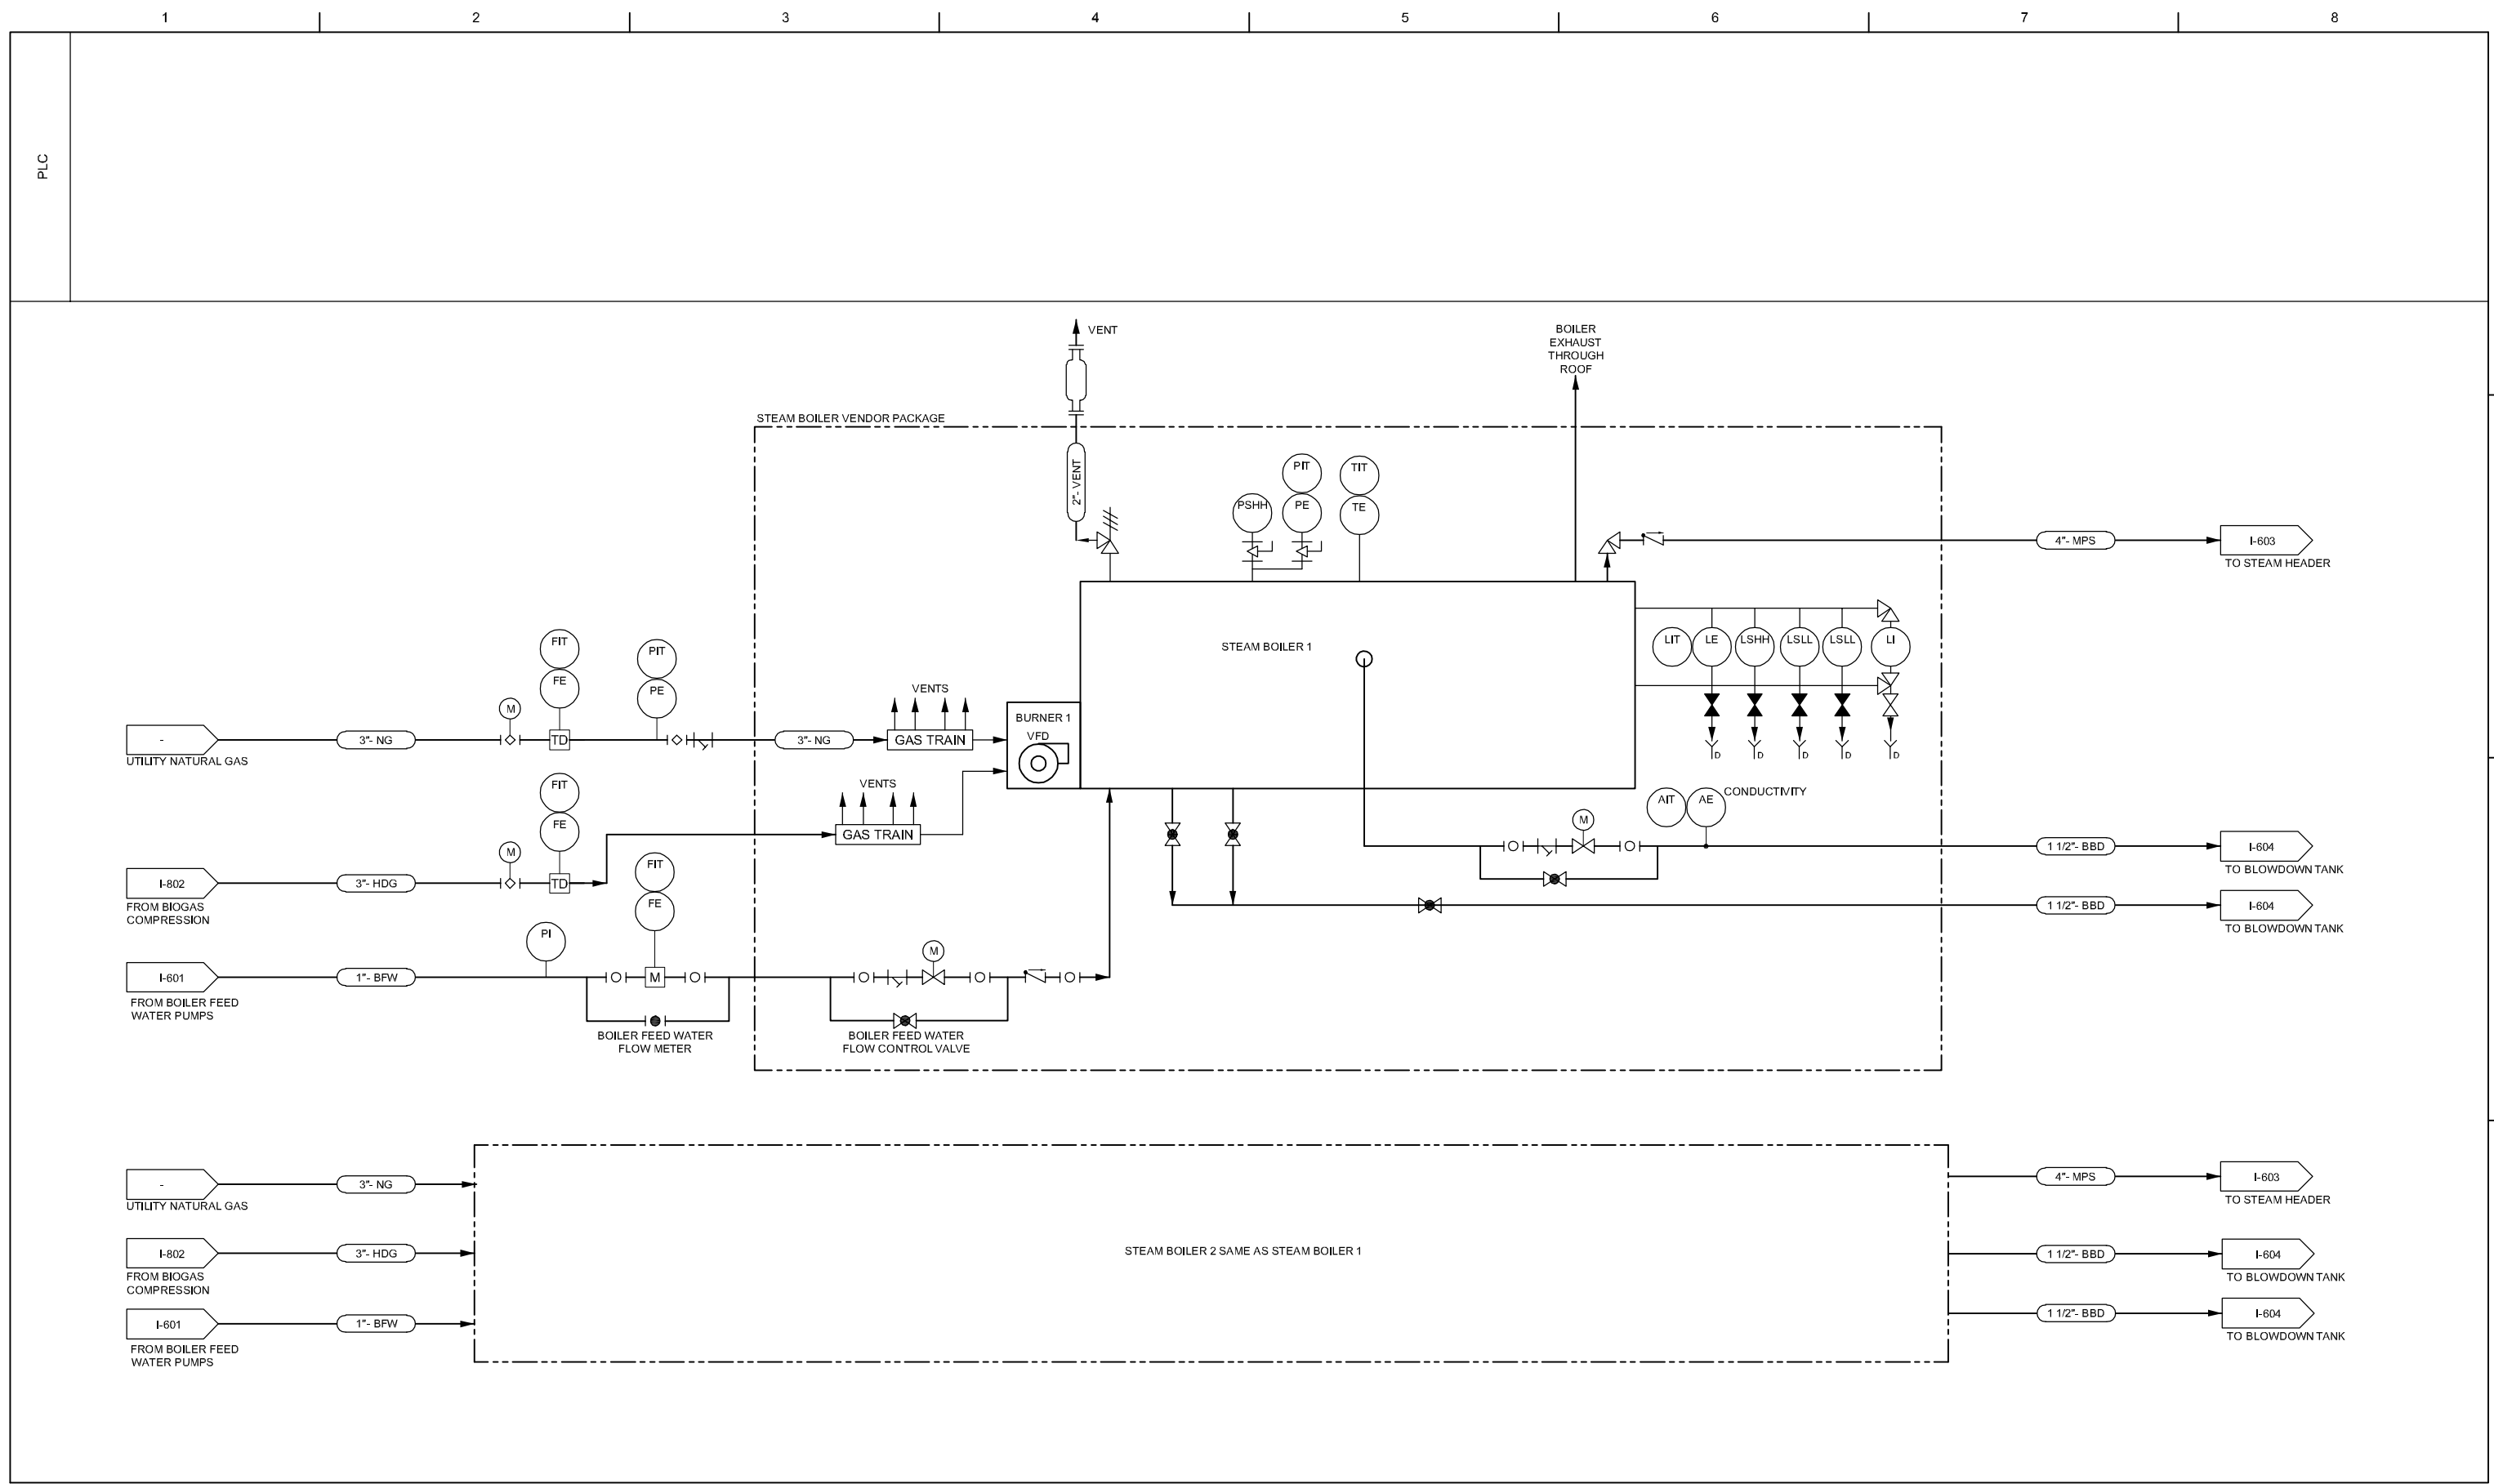 1
2
3
4
5
6
7
8
PLC
VENT
BOILER
EXHAUST
THROUGH
ROOF
STEAM BOILER VENDOR PACKAGE
2"- VENT
PIT
TIT
PSHH
PE
TE
4"- MPS
I-603
TO STEAM HEADER
FIT
PIT
FE
PE
STEAM BOILER 1
LIT
LE
LSHH
LSLL
LSLL
LI
M
VENTS
BURNER 1
VFD
-
3"- NG
TD
3"- NG
GAS TRAIN
UTILITY NATURAL GAS
D
D
D
D
D
FIT
VENTS
AIT
AE
CONDUCTIVITY
FE
GAS TRAIN
M
M
1 1/2"- BBD
I-604
TO BLOWDOWN TANK
FIT
I-802
3"- HDG
TD
FROM BIOGAS
COMPRESSION
FE
1 1/2"- BBD
I-604
TO BLOWDOWN TANK
PI
M
I-601
1"- BFW
M
FROM BOILER FEED
WATER PUMPS
BOILER FEED WATER
FLOW METER
BOILER FEED WATER
FLOW CONTROL VALVE
-
3"- NG
UTILITY NATURAL GAS
4"- MPS
I-603
TO STEAM HEADER
I-802
3"- HDG
FROM BIOGAS
COMPRESSION
STEAM BOILER 2 SAME AS STEAM BOILER 1
1 1/2"- BBD
I-604
TO BLOWDOWN TANK
I-601
1"- BFW
FROM BOILER FEED
WATER PUMPS
1 1/2"- BBD
I-604
TO BLOWDOWN TANK